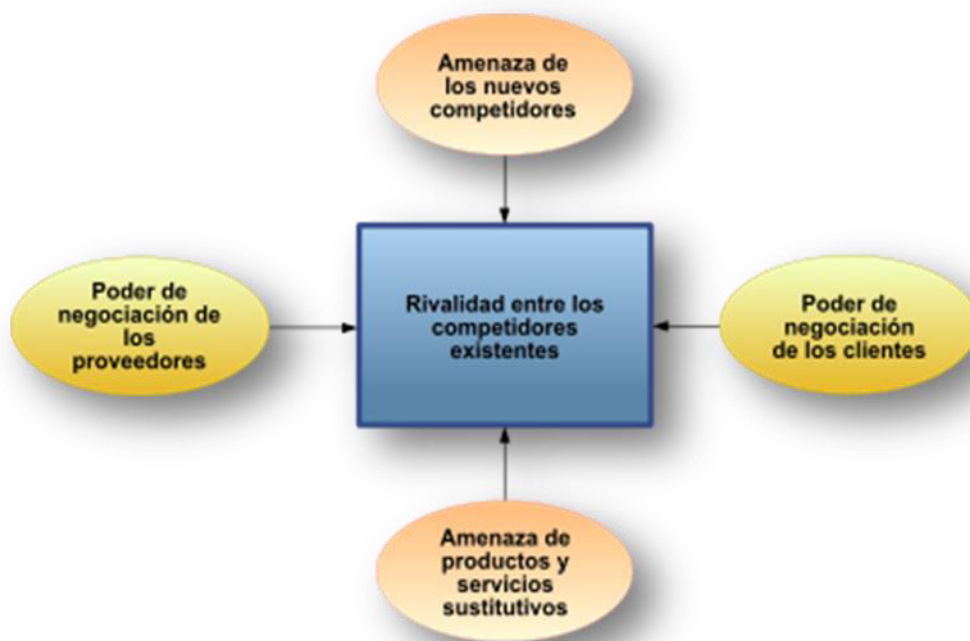 Amenaza de
los nuevos
competidores
Poder de
negociación de
los
proveedores
Rivalidad entre los
competidores
existentes
Poder de
negociación
de los clientes
Amenaza de
productos y
servicios
sustitutivos